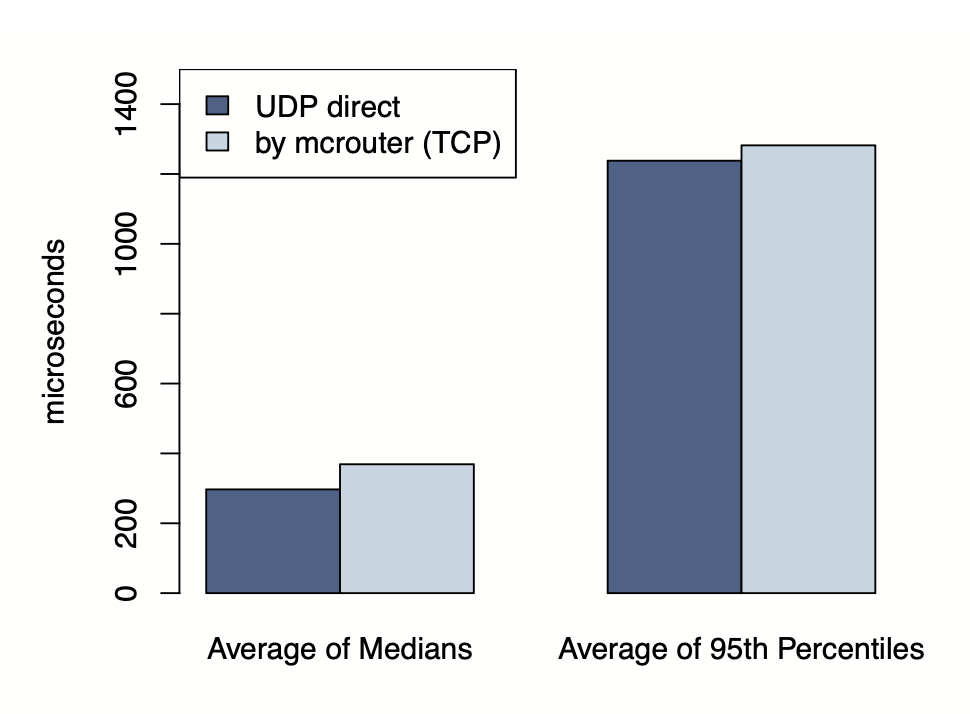 1400
1000
600
200
0
microseconds
UDP direct
by mcrouter (TCP)
Average of Medians
Average of 95th Percentiles